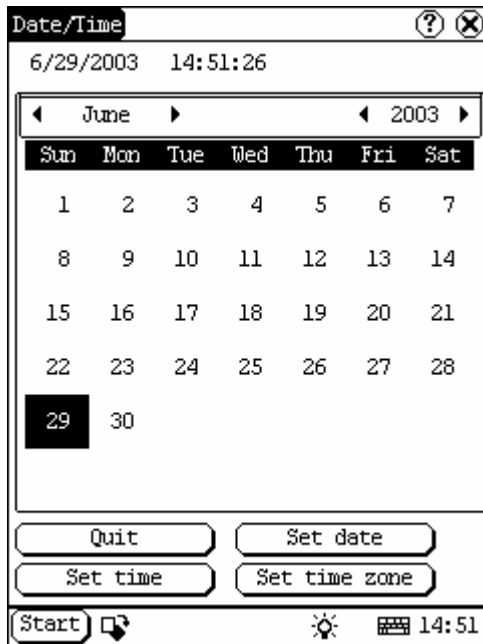 Date/Time ?
6/29/2003 14:51:26
June 2003
Sun Mon Tue Wed Thu Fri Sat
1 2 3 4 5 6 7
8 9 10 11 12 13 14
15 16 17 18 19 20 21
22 23 24 25 26 27 28
29 30
Quit Set date
Set time Set time zone
Start 14:51